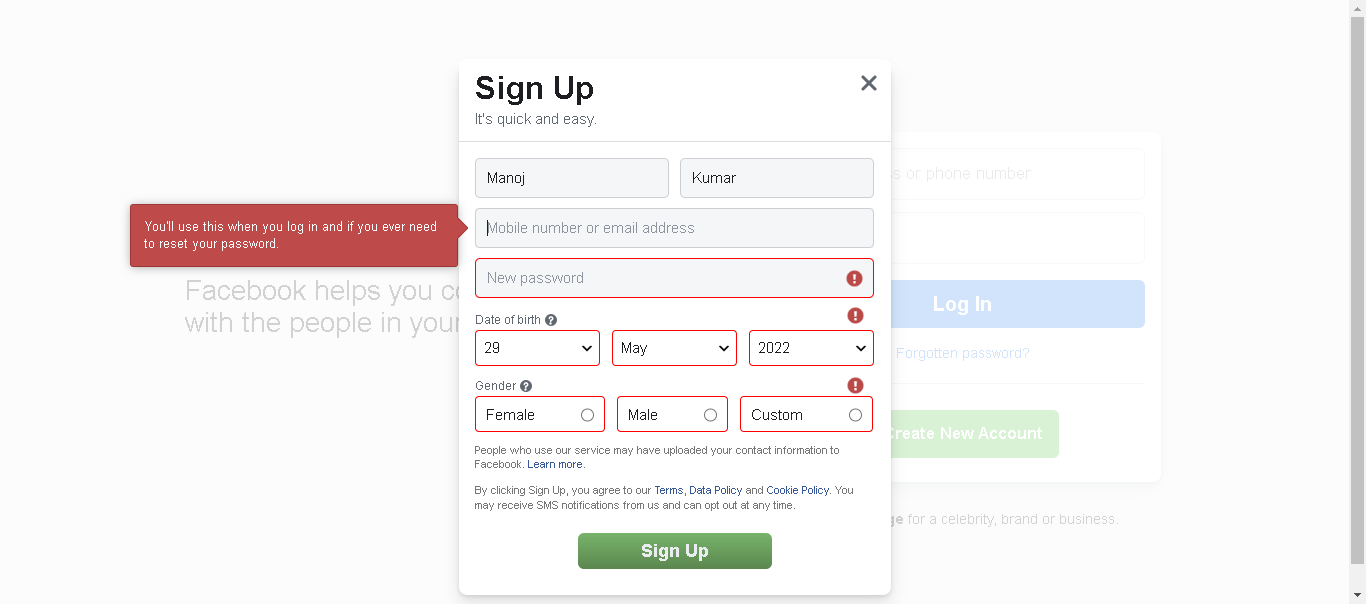 Sign Up
It's quick and easy.
Manoj
Kumar
Mobile number or email address
You'll use this when you log in and if you ever need
to reset your password.
New password
Date of birth
29
May
2022
Gender
Female
Male
Custom
People who use our service may have uploaded your contact information to
Facebook. Learn more.
By clicking Sign Up, you agree to our Terms, Data Policy and Cookie Policy. You
may receive SMS notifications from us and can opt out at any time.
Sign Up
Facebook helps you
with the people in your
or phone number
Log In
Forgotten password?
Create New Account
for a celebrity, brand or business.